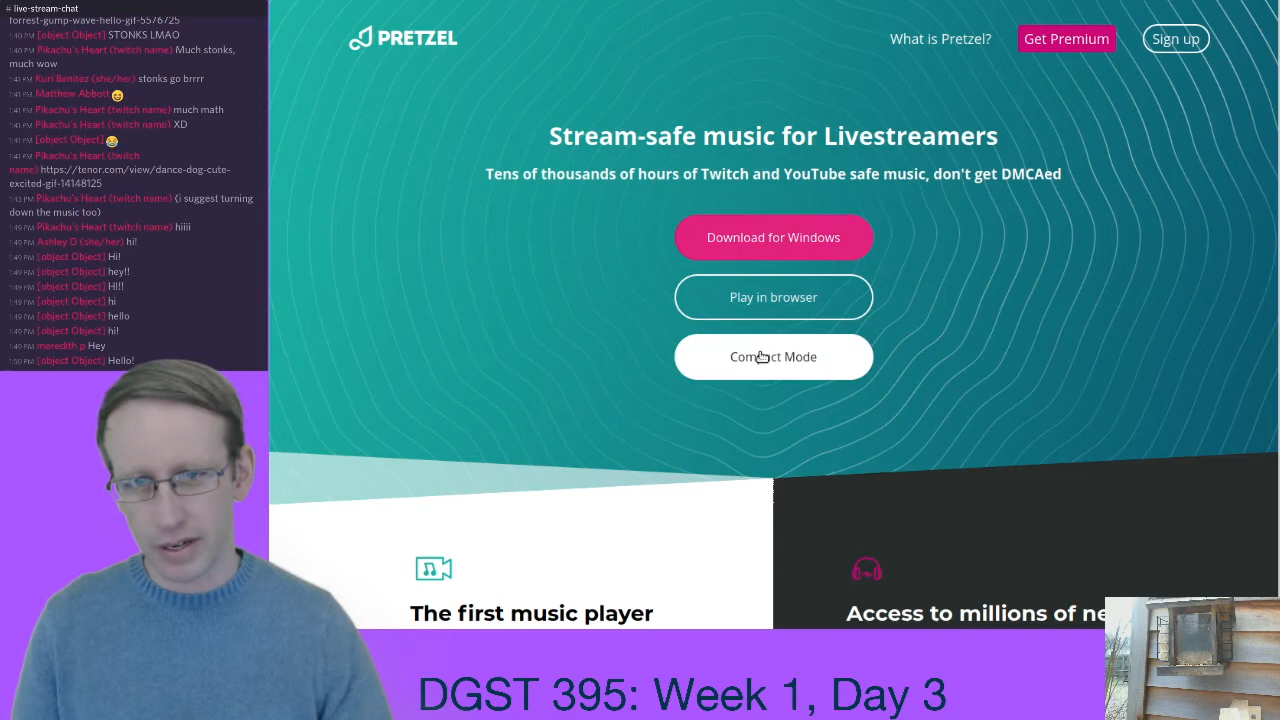 # live-stream-chat
forrest-gump-wave-hello-gif-5576725
1:40 PM [object Object] STONKS LMAO
1:40 PM Pikachu's Heart (twitch name) Much stonks,
much wow
1:41 PM Kuri Benitez (she/her) stonks go brrr
1:41 PM Matthew Abbott
1:41 PM Pikachu's Heart (twitch name) much math
1:41 PM Pikachu's Heart (twitch name) XD
1:41 PM [object Object]
1:41 PM Pikachu's Heart (twitch
name) https://tenor.com/view/dance-dog-cute-
excited-gif-14148125
1:42 PM Pikachu's Heart (twitch name) (i suggest turning
down the music too)
1:49 PM Pikachu's Heart (twitch name) hiiii
1:49 PM Ashley D (she/her) hi!
1:49 PM [object Object] Hi!
1:49 PM [object Object] hey!!
1:49 PM [object Object] HI!!
1:49 PM [object Object] hi
1:49 PM [object Object] hello
1:49 PM [object Object] hi!
1:49 PM meredith p Hey
1:50 PM [object Object] Hello!
PRETZEL
What is Pretzel?
Get Premium
Sign up
Stream-safe music for Livestreamers
Tens of thousands of hours of Twitch and YouTube safe music, don't get DMCAed
Download for Windows
Play in browser
Compact Mode
The first music player
Access to millions of ne
DGST 395: Week 1, Day 3